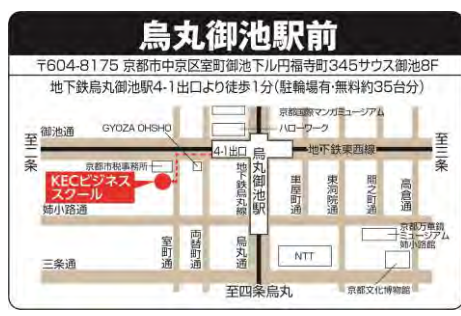 烏丸御池駅前
〒604-8175 京都市中京区室町御池下ル円福寺町345サウス御池8F
地下鉄烏丸御池駅4-1出口より徒歩1分(駐輪場有・無料約35台分)
京都国際マンガミュージアム
GYOZA OHSHO
ハローワーク
御池通
至二条
4-1出口
烏丸御池駅
地下鉄東西線
至三条
京都市税事務所
KECビジネス
スクール
地下鉄烏丸線
車屋町通
東洞院通
間之町通
高倉通
姉小路通
京都万華鏡
ミュージアム
姉小路館
室町通
両替町通
烏丸通
NTT
三条通
至四条烏丸
京都文化博物館